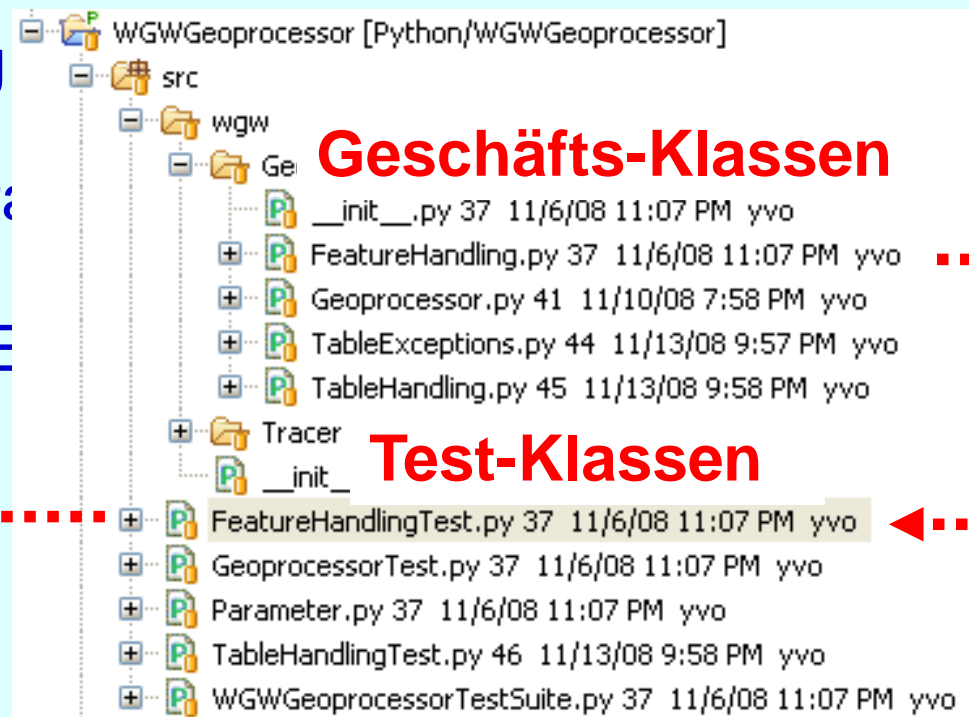 WGWGeoprocessor [Python/WGWGeoprocessor]
src
wgw
Ge
Geschäfts-Klassen
__init__.py 37 11/6/08 11:07 PM yvo
FeatureHandling.py 37 11/6/08 11:07 PM yvo
Geoprocessor.py 41 11/10/08 7:58 PM yvo
TableExceptions.py 44 11/13/08 9:57 PM yvo
TableHandling.py 45 11/13/08 9:58 PM yvo
Tracer
Test-Klassen
__init_
FeatureHandlingTest.py 37 11/6/08 11:07 PM yvo
GeoprocessorTest.py 37 11/6/08 11:07 PM yvo
Parameter.py 37 11/6/08 11:07 PM yvo
TableHandlingTest.py 46 11/13/08 9:58 PM yvo
WGWGeoprocessorTestSuite.py 37 11/6/08 11:07 PM yvo